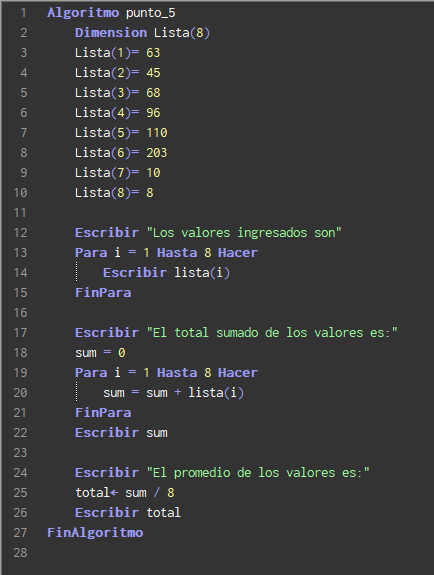 1 Algoritmo punto_5
2 Dimension Lista(8)
3 Lista(1)= 63
4 Lista(2)= 45
5 Lista(3)= 68
6 Lista(4)= 96
7 Lista(5)= 110
8 Lista(6)= 203
9 Lista(7)= 10
10 Lista(8)= 8
11
12 Escribir "Los valores ingresados son"
13 Para i = 1 Hasta 8 Hacer
14 Escribir lista(i)
15 FinPara
16
17 Escribir "El total sumado de los valores es:"
18 sum = 0
19 Para i = 1 Hasta 8 Hacer
20 sum = sum + lista(i)
21 FinPara
22 Escribir sum
23
24 Escribir "El promedio de los valores es:"
25 total← sum / 8
26 Escribir total
27 FinAlgoritmo
28